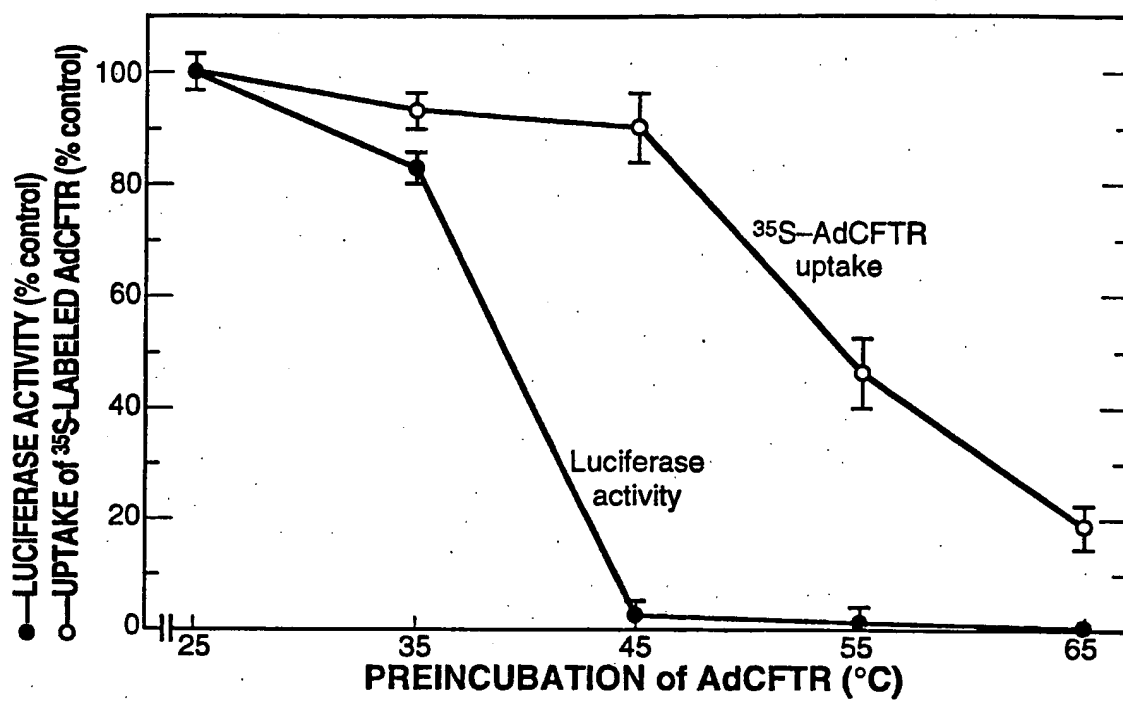 ●—LUCIFERASE ACTIVITY (% control)
○—UPTAKE of ³⁵S-LABELED AdCFTR (% control)
100
80
60
40
20
0
³⁵S–AdCFTR
uptake
Luciferase
activity
25 35 45 55 65
PREINCUBATION of AdCFTR (°C)